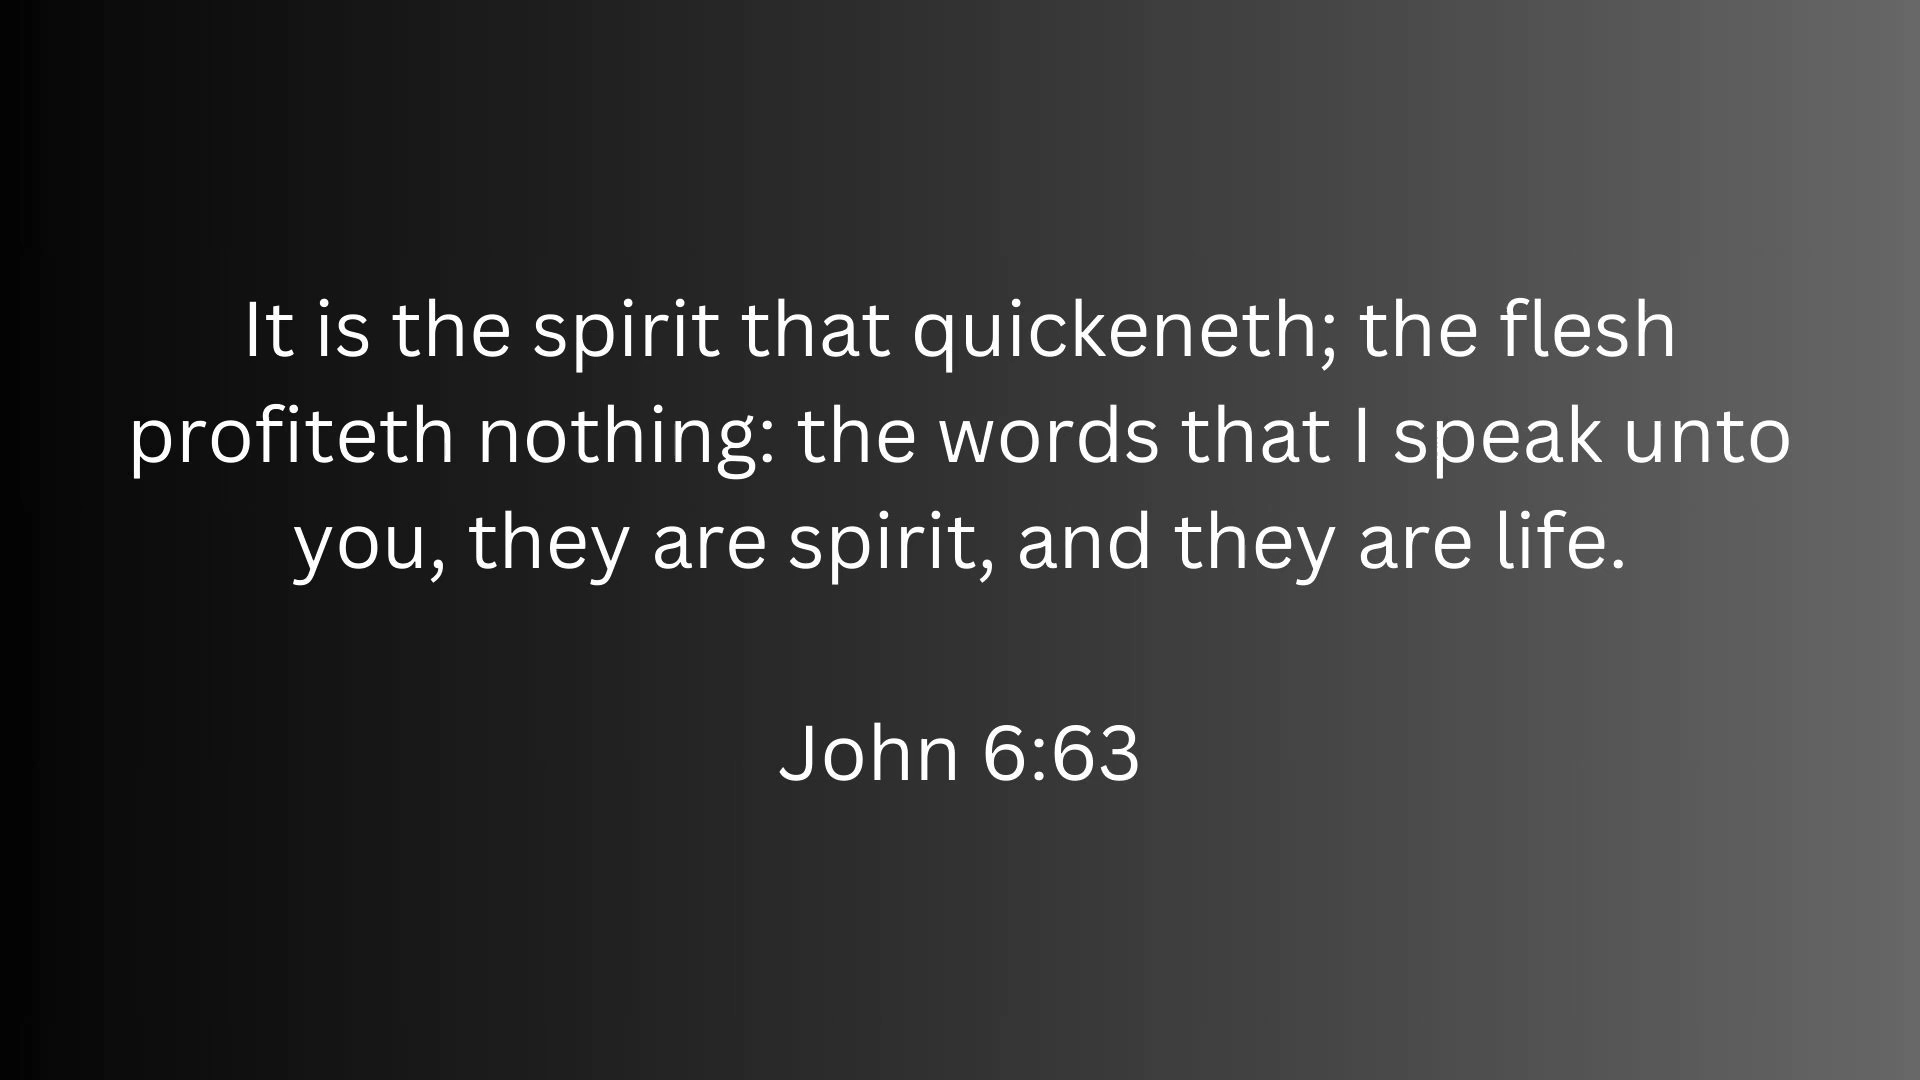 It is the spirit that quickeneth; the flesh
profiteth nothing: the words that I speak unto
you, they are spirit, and they are life.
John 6:63